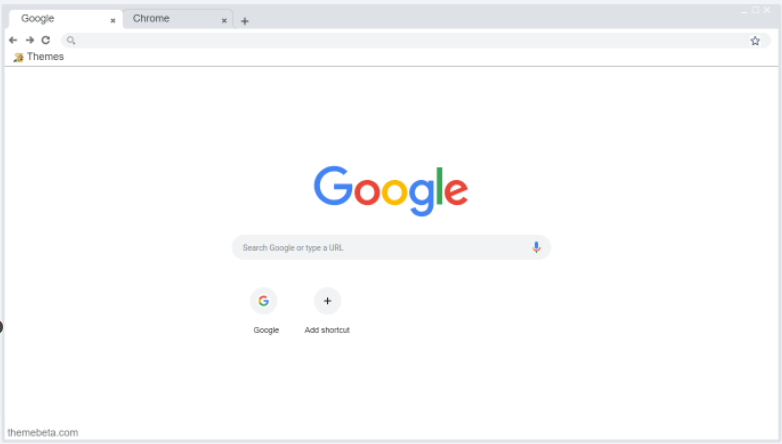 Google Chrome
Themes
Google
Search Google or type a URL
Google Add shortcut
themebeta.com